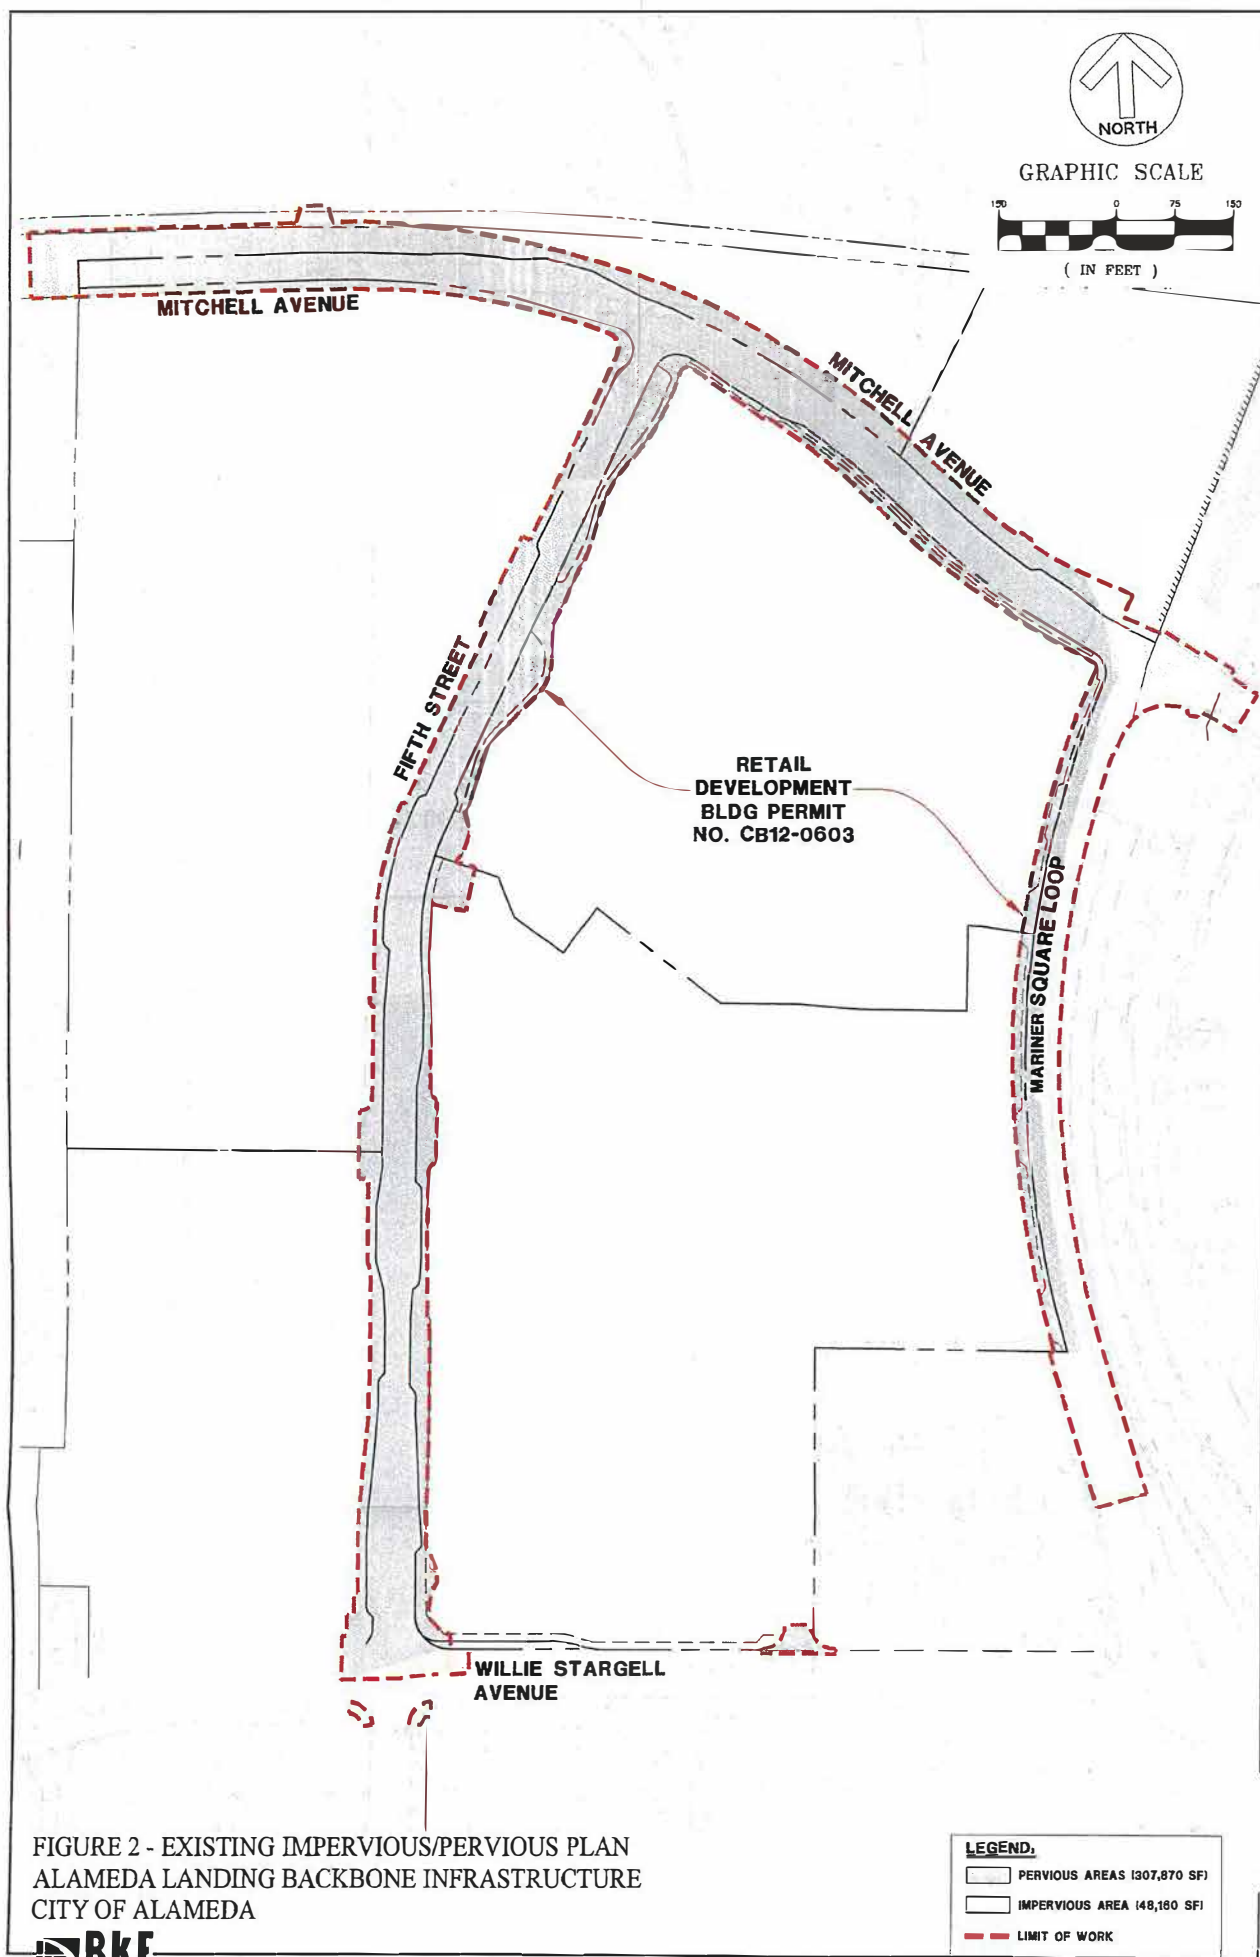 NORTH
GRAPHIC SCALE
150 0 75 150
( IN FEET )
MITCHELL AVENUE
MITCHELL AVENUE
FIFTH STREET
RETAIL
DEVELOPMENT
BLDG PERMIT
NO. CB12-0603
MARINER SQUARE LOOP
WILLIE STARGELL
AVENUE
FIGURE 2 - EXISTING IMPERVIOUS/PERVIOUS PLAN
ALAMEDA LANDING BACKBONE INFRASTRUCTURE
CITY OF ALAMEDA
BKF
LEGEND:
PERVIOUS AREAS (307,870 SF)
IMPERVIOUS AREA (48,160 SF)
LIMIT OF WORK